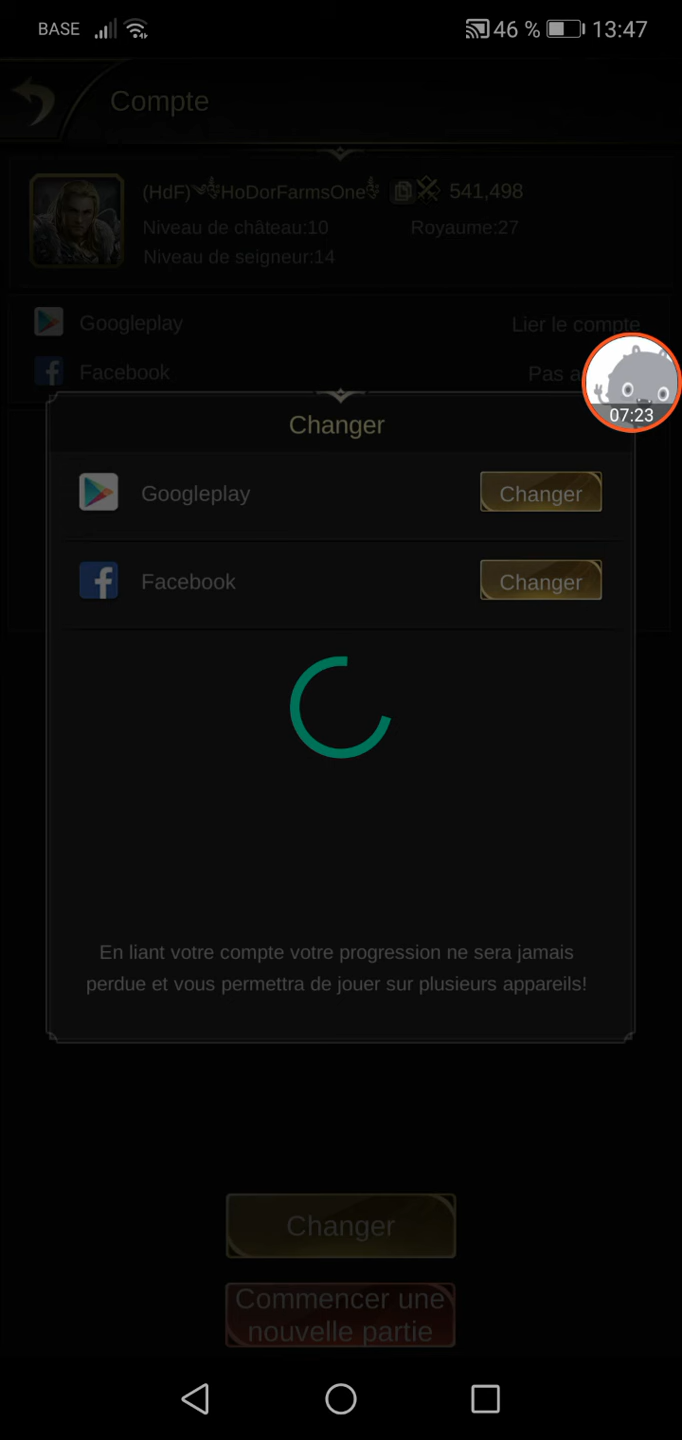 BASE 46 % 13:47
Compte
(HdF)༄HoDorFarmsOne 541,498
Niveau de château:10 Royaume:27
Niveau de seigneur:14
Googleplay Lier le compte
Facebook Pas a
07:23
Changer
Googleplay Changer
Facebook Changer
En liant votre compte votre progression ne sera jamais
perdue et vous permettra de jouer sur plusieurs appareils!
Changer
Commencer une
nouvelle partie